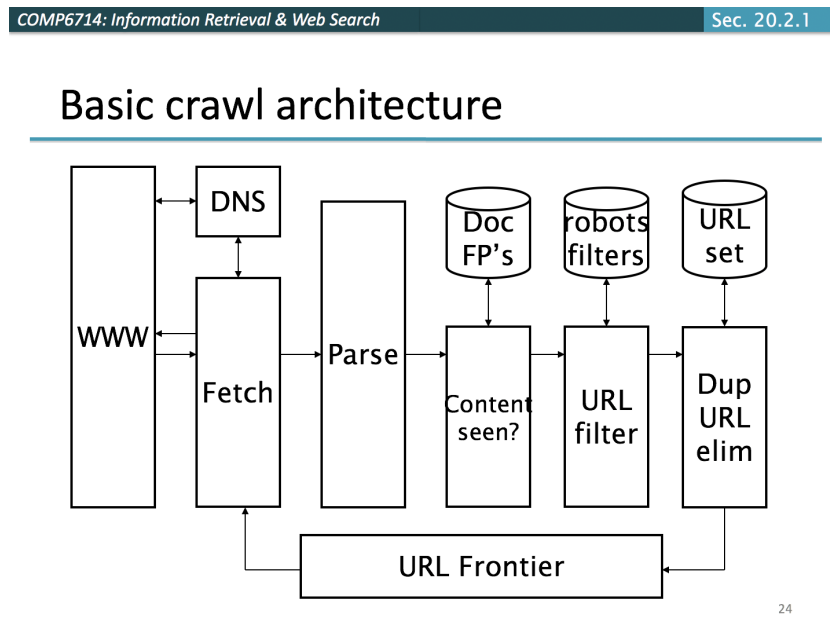 COMP6714: Information Retrieval & Web Search
Sec. 20.2.1
Basic crawl architecture
WWW
DNS
Fetch
Parse
Doc
FP's
Content
seen?
robots
filters
URL
filter
URL
set
Dup
URL
elim
URL Frontier
24